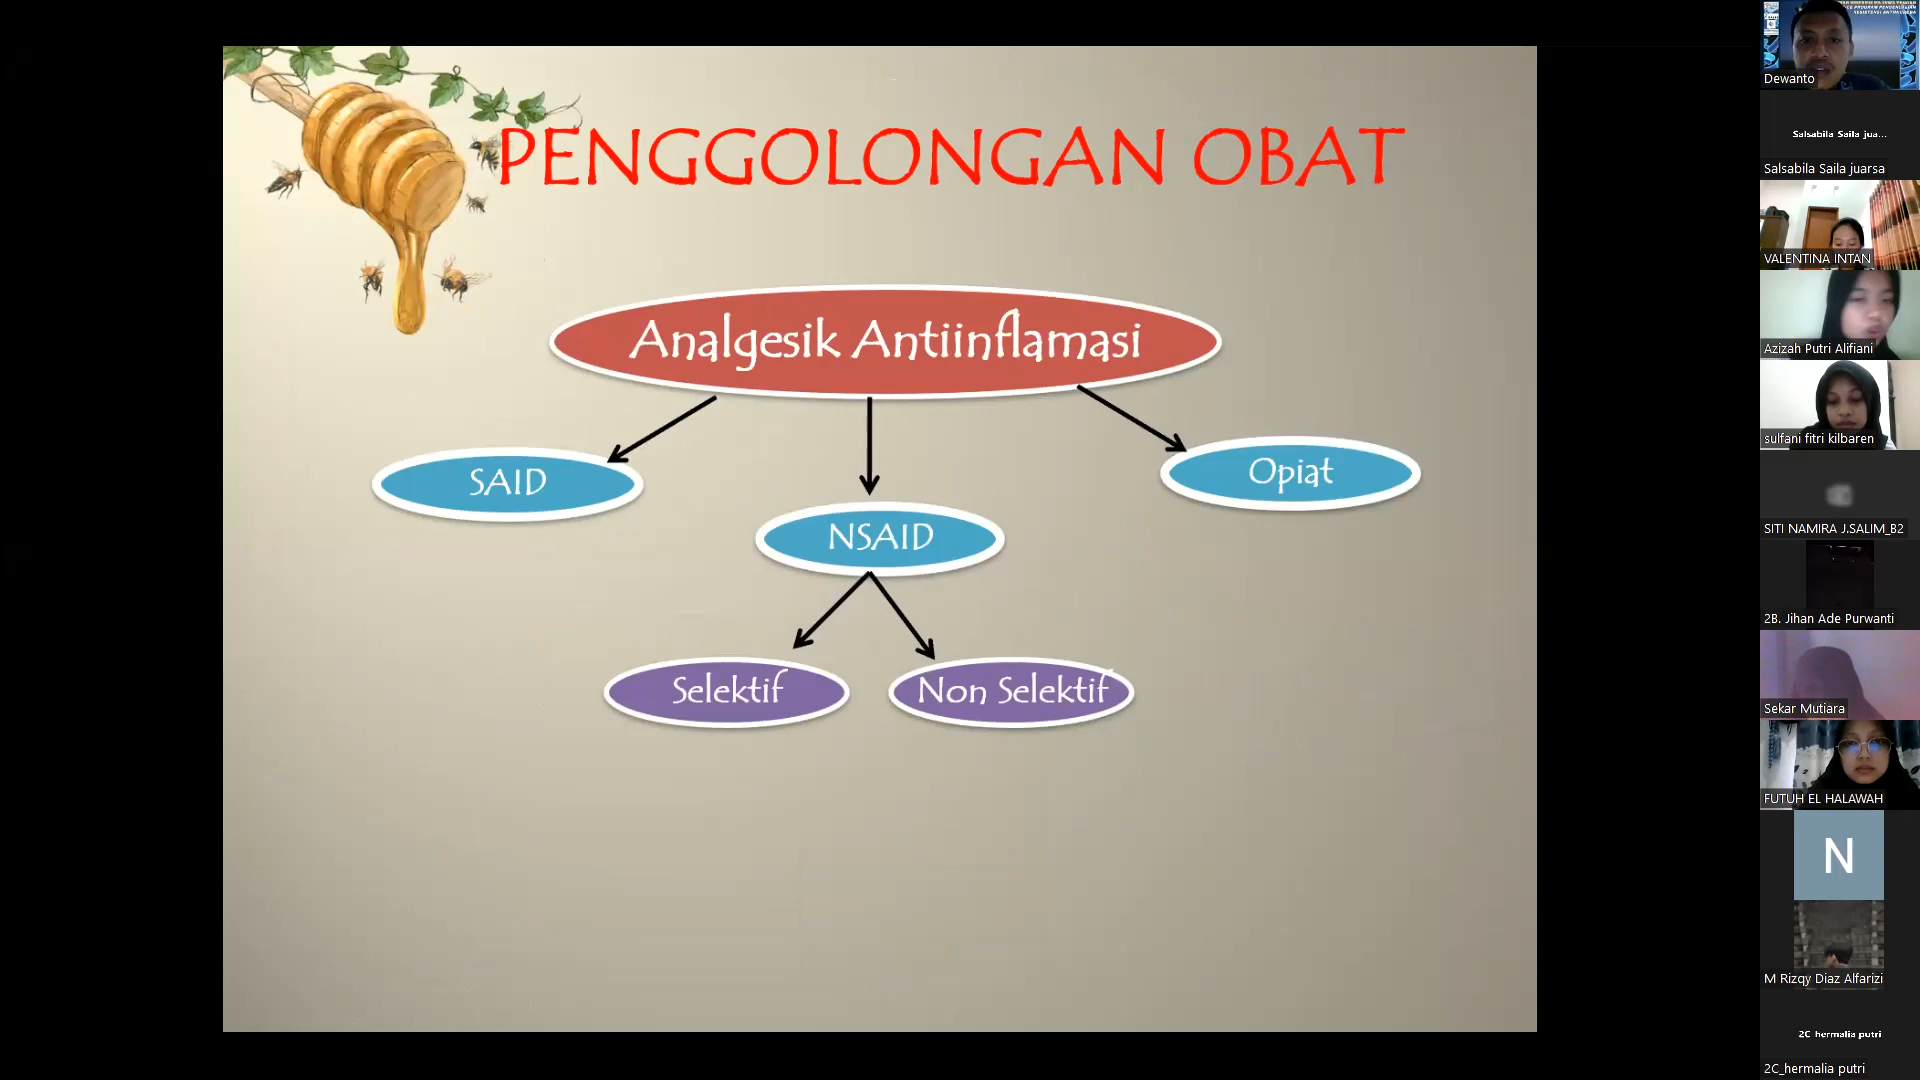 PENGGOLONGAN OBAT
Analgesik Antiinflamasi
SAID
Opiat
NSAID
Selektif
Non Selektif
Dewanto
Salsabila Saila jua...
Salsabila Saila juarsa
VALENTINA INTAN
Azizah Putri Alifiani
sulfani fitri kilbaren
SITI NAMIRA J.SALIM_B2
2B. Jihan Ade Purwanti
Sekar Mutiara
FUTUH EL HALAWAH
N
M Rizqy Diaz Alfarizi
2C hermalia putri
2C_hermalia putri